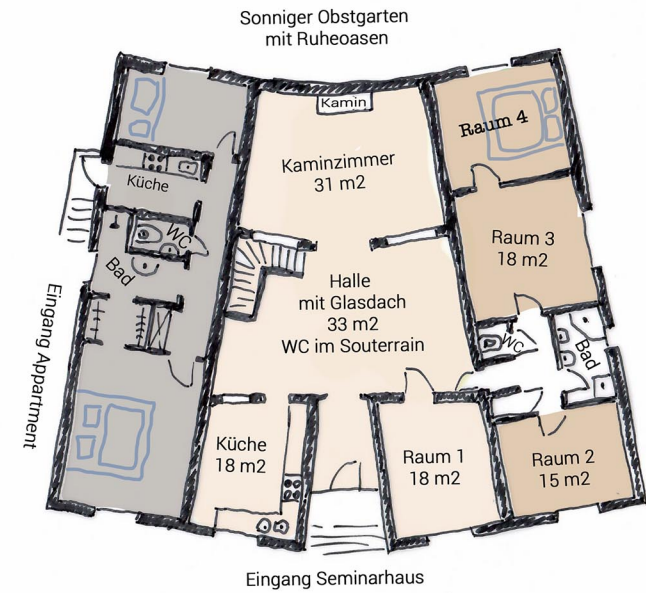 Sonniger Obstgarten
mit Ruheoasen
Kamin
Raum 4
Kaminzimmer
31 m2
Küche
WC
Raum 3
18 m2
Bad
Halle
mit Glasdach
33 m2
WC im Souterrain
WC
Bad
Eingang Appartment
Küche
18 m2
Raum 1
18 m2
Raum 2
15 m2
Eingang Seminarhaus